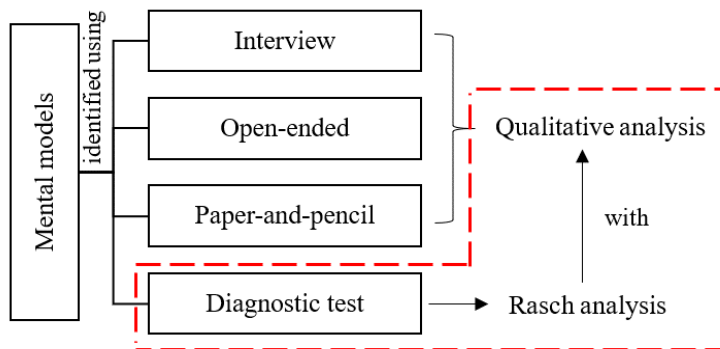 Mental models
identified using
Interview
Open-ended
Paper-and-pencil
Diagnostic test
Qualitative analysis
with
Rasch analysis